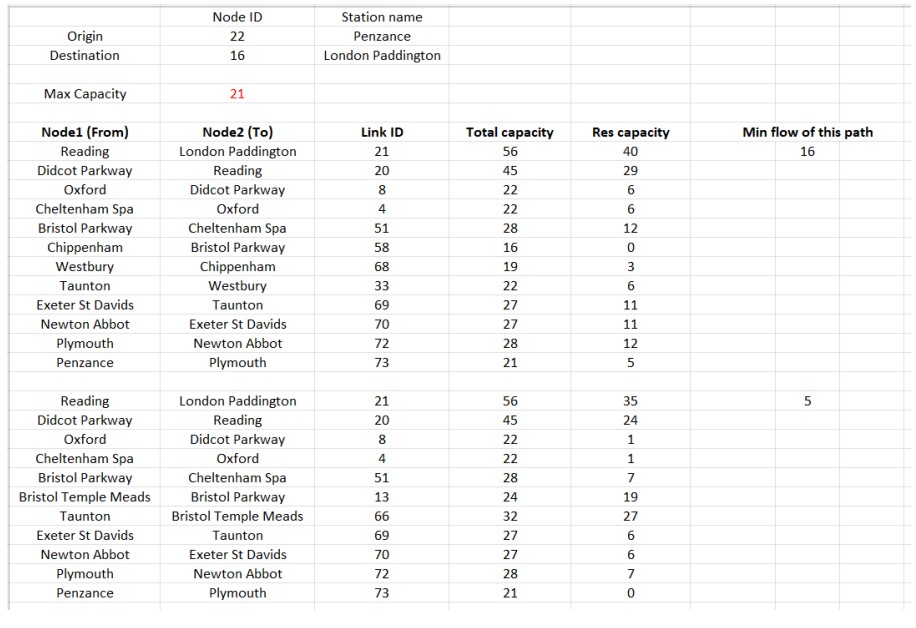 Node ID Station name
Origin 22 Penzance
Destination 16 London Paddington
Max Capacity 21
Node1 (From) Node2 (To) Link ID Total capacity Res capacity Min flow of this path
Reading London Paddington 21 56 40 16
Didcot Parkway Reading 20 45 29
Oxford Didcot Parkway 8 22 6
Cheltenham Spa Oxford 4 22 6
Bristol Parkway Cheltenham Spa 51 28 12
Chippenham Bristol Parkway 58 16 0
Westbury Chippenham 68 19 3
Taunton Westbury 33 22 6
Exeter St Davids Taunton 69 27 11
Newton Abbot Exeter St Davids 70 27 11
Plymouth Newton Abbot 72 28 12
Penzance Plymouth 73 21 5
Reading London Paddington 21 56 35 5
Didcot Parkway Reading 20 45 24
Oxford Didcot Parkway 8 22 1
Cheltenham Spa Oxford 4 22 1
Bristol Parkway Cheltenham Spa 51 28 7
Bristol Temple Meads Bristol Parkway 13 24 19
Taunton Bristol Temple Meads 66 32 27
Exeter St Davids Taunton 69 27 6
Newton Abbot Exeter St Davids 70 27 6
Plymouth Newton Abbot 72 28 7
Penzance Plymouth 73 21 0